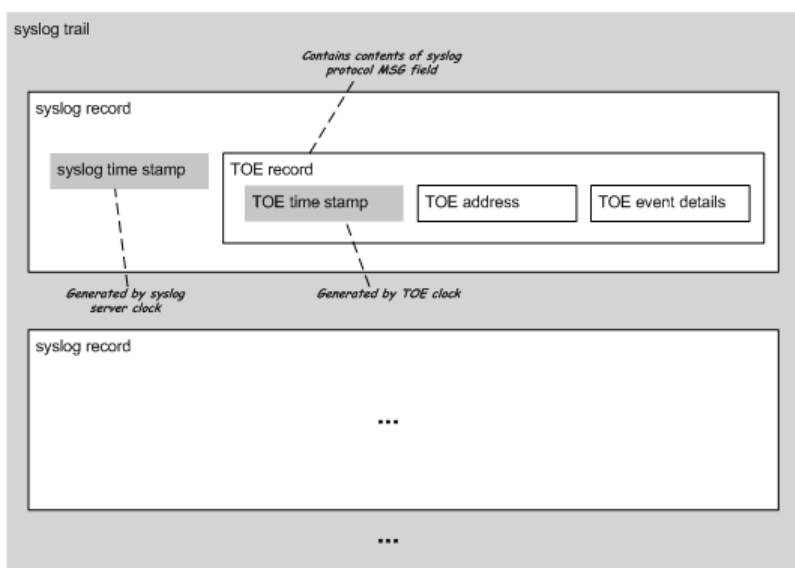 syslog trail
Contains contents of syslog
protocol MSG field
syslog record
syslog time stamp
TOE record
TOE time stamp
TOE address
TOE event details
Generated by syslog
server clock
Generated by TOE clock
syslog record
...
...